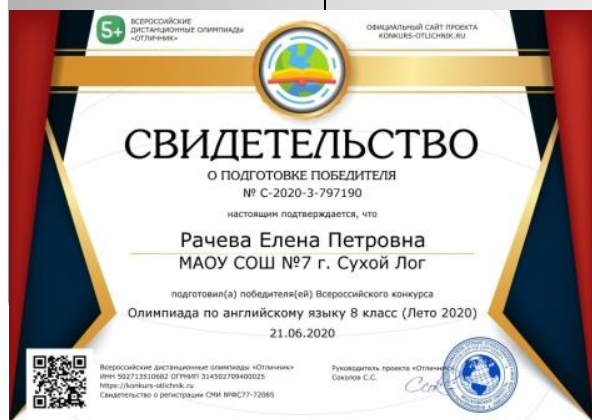 5+
ВСЕРОССИЙСКИЕ
ДИСТАНЦИОННЫЕ ОЛИМПИАДЫ
«ОТЛИЧНИК»
ОФИЦИАЛЬНЫЙ САЙТ ПРОЕКТА
KONKURS-OTLICHNIK.RU
СВИДЕТЕЛЬСТВО
О ПОДГОТОВКЕ ПОБЕДИТЕЛЯ
№ С-2020-3-797190
настоящим подтверждается, что
Рачева Елена Петровна
МАОУ СОШ №7 г. Сухой Лог
подготовил(а) победителя(ей) Всероссийского конкурса
Олимпиада по английскому языку 8 класс (Лето 2020)
21.06.2020
Всероссийские дистанционные олимпиады «Отличник»
ИНН 502713510682 ОГРНИП 314502709400025
https://konkurs-otlichnik.ru
Свидетельство о регистрации СМИ №ФС77-72085
Руководитель проекта «Отличник»
Соколов С.С.